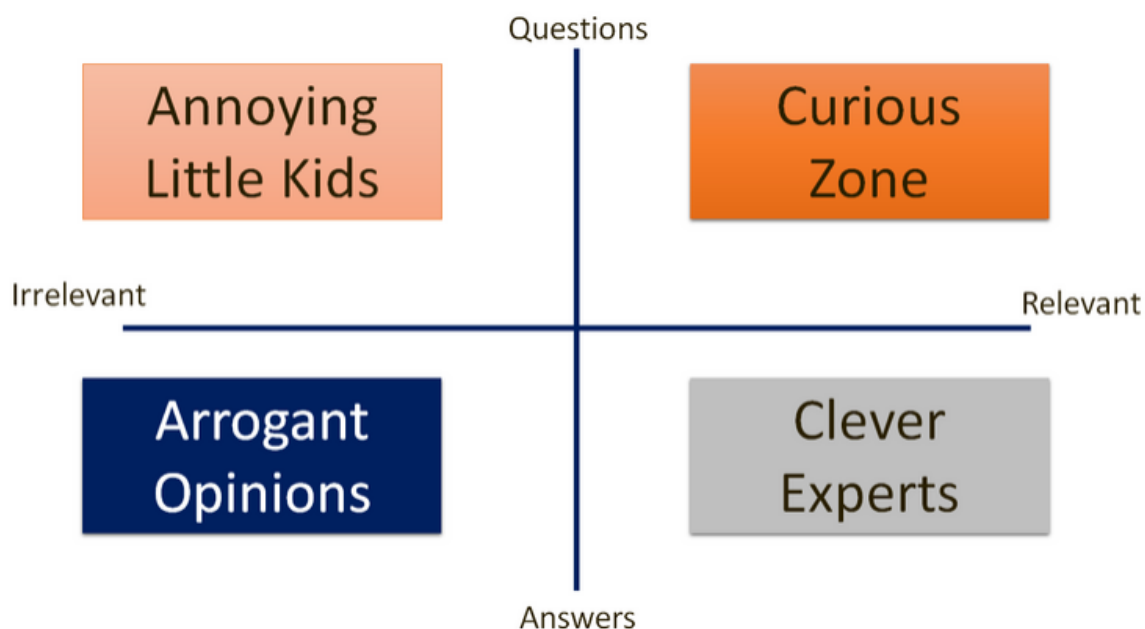 Questions
Annoying
Little Kids
Curious
Zone
Irrelevant
Relevant
Arrogant
Opinions
Clever
Experts
Answers